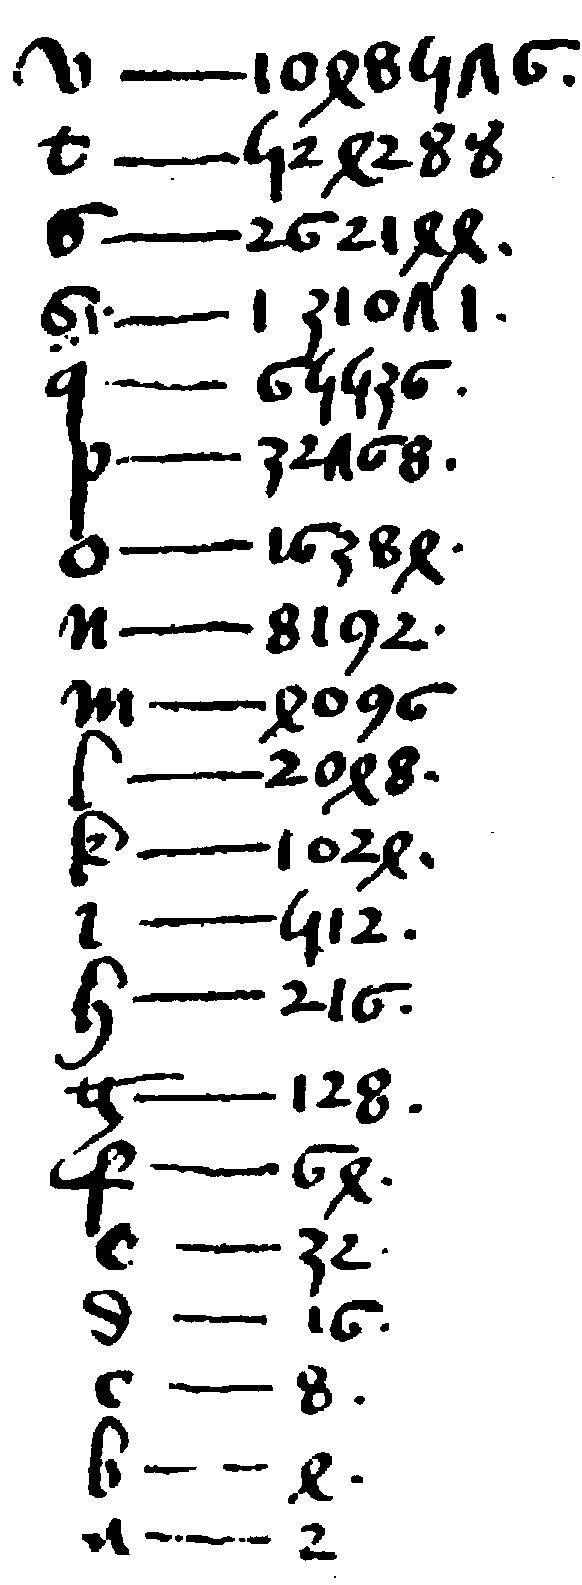 v — 1048576.
t — 524288
s — 262144.
— 131071.
q — 65536.
p — 32768.
o — 16384.
n — 8192.
m — 4096
l — 2048.
k — 1024.
i — 512.
h — 216.
g — 128.
f — 64.
e — 32.
d — 16.
c — 8.
b — — 4.
a — 2